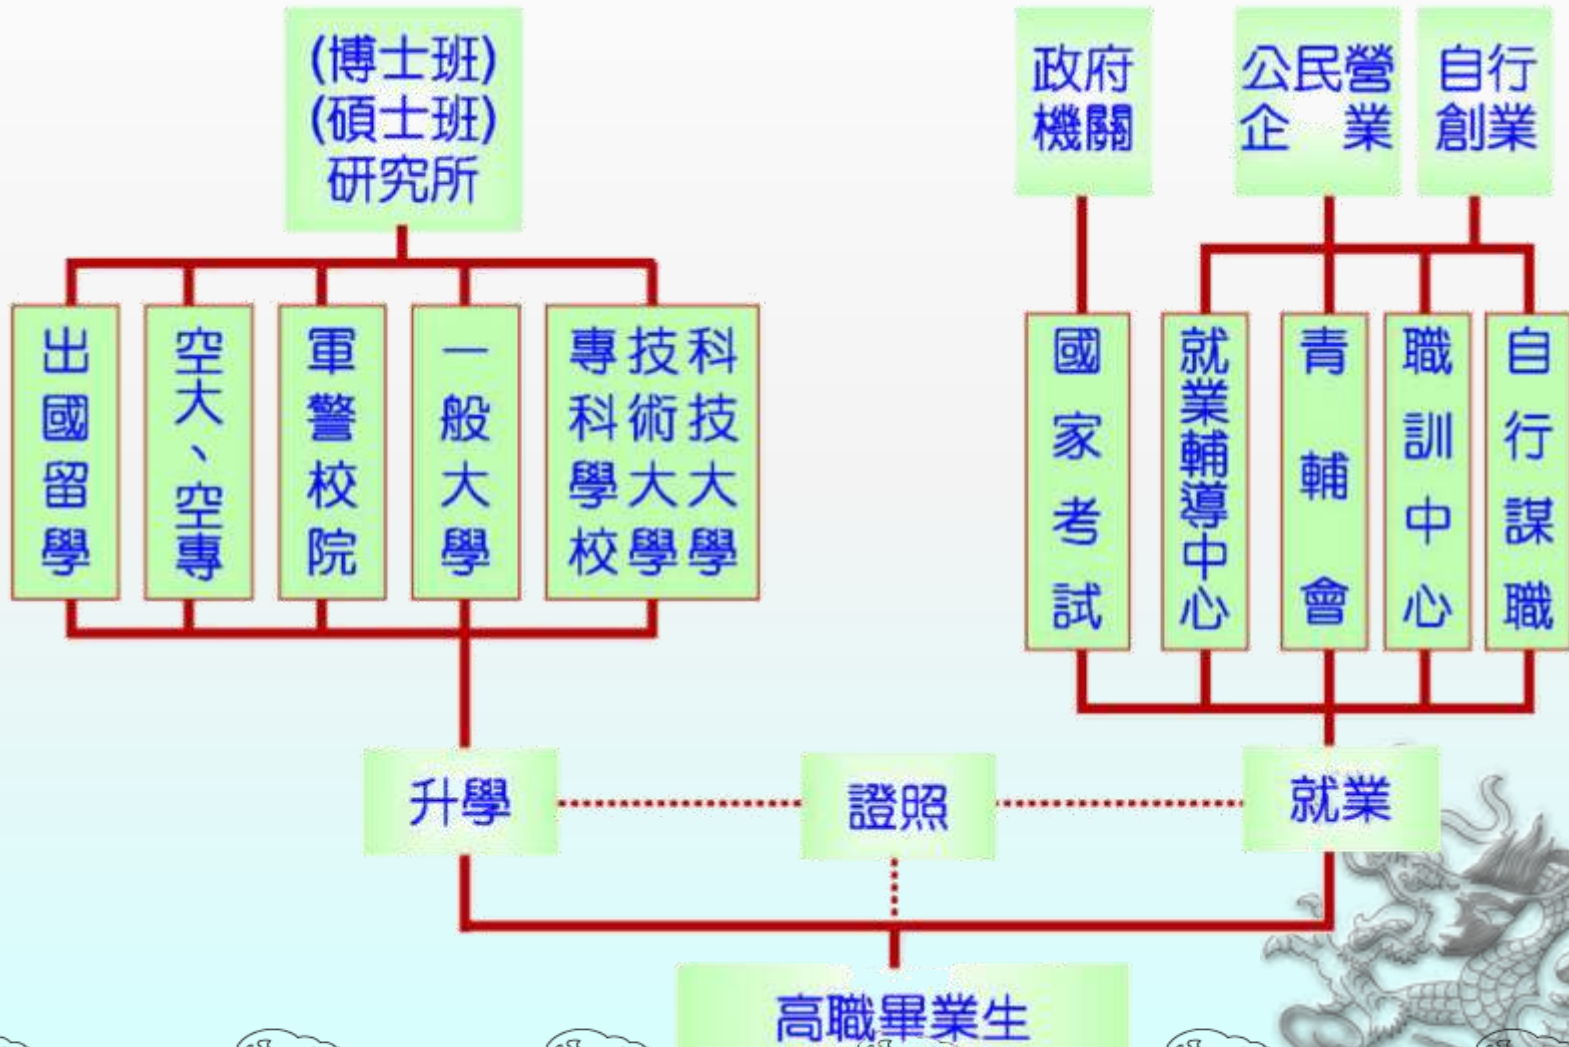 (博士班)
(碩士班)
研究所
政府
機關
公民營
企業
自行
創業
出國留學
空大、空專
軍警校院
一般大學
科技大學
技術大學
專科學校
國家考試
就業輔導中心
青輔會
職訓中心
自行謀職
升學
證照
就業
高職畢業生